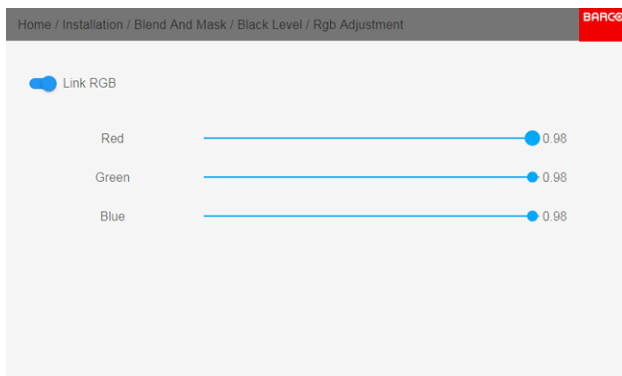 Home / Installation / Blend And Mask / Black Level / Rgb Adjustment
BARCO
Link RGB
Red 0.98
Green 0.98
Blue 0.98